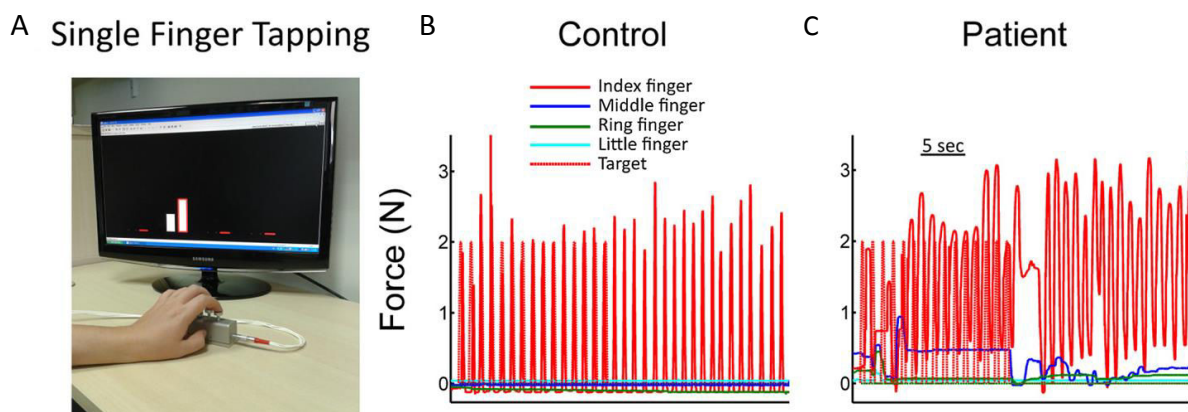 A Single Finger Tapping
B Control
C Patient
Index finger
Middle finger
Ring finger
Little finger
Target
5 sec
Force (N)
3
2
1
0
3
2
1
0
SAMSUNG